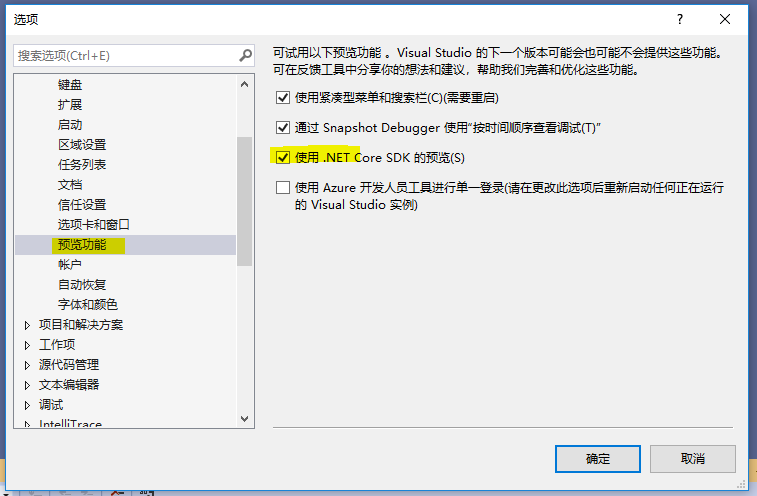 选项
搜索选项(Ctrl+E)
键盘
扩展
启动
区域设置
任务列表
文档
信任设置
选项卡和窗口
预览功能
帐户
自动恢复
字体和颜色
项目和解决方案
工作项
源代码管理
文本编辑器
调试
IntelliTrace
可试用以下预览功能 。Visual Studio 的下一个版本可能会也可能不会提供这些功能。
可在反馈工具中分享你的想法和建议，帮助我们完善和优化这些功能。
使用紧凑型菜单和搜索栏(C)(需要重启)
通过 Snapshot Debugger 使用“按时间顺序查看调试(T)”
使用 .NET Core SDK 的预览(S)
使用 Azure 开发人员工具进行单一登录(请在更改此选项后重新启动任何正在运行
的 Visual Studio 实例)
确定
取消